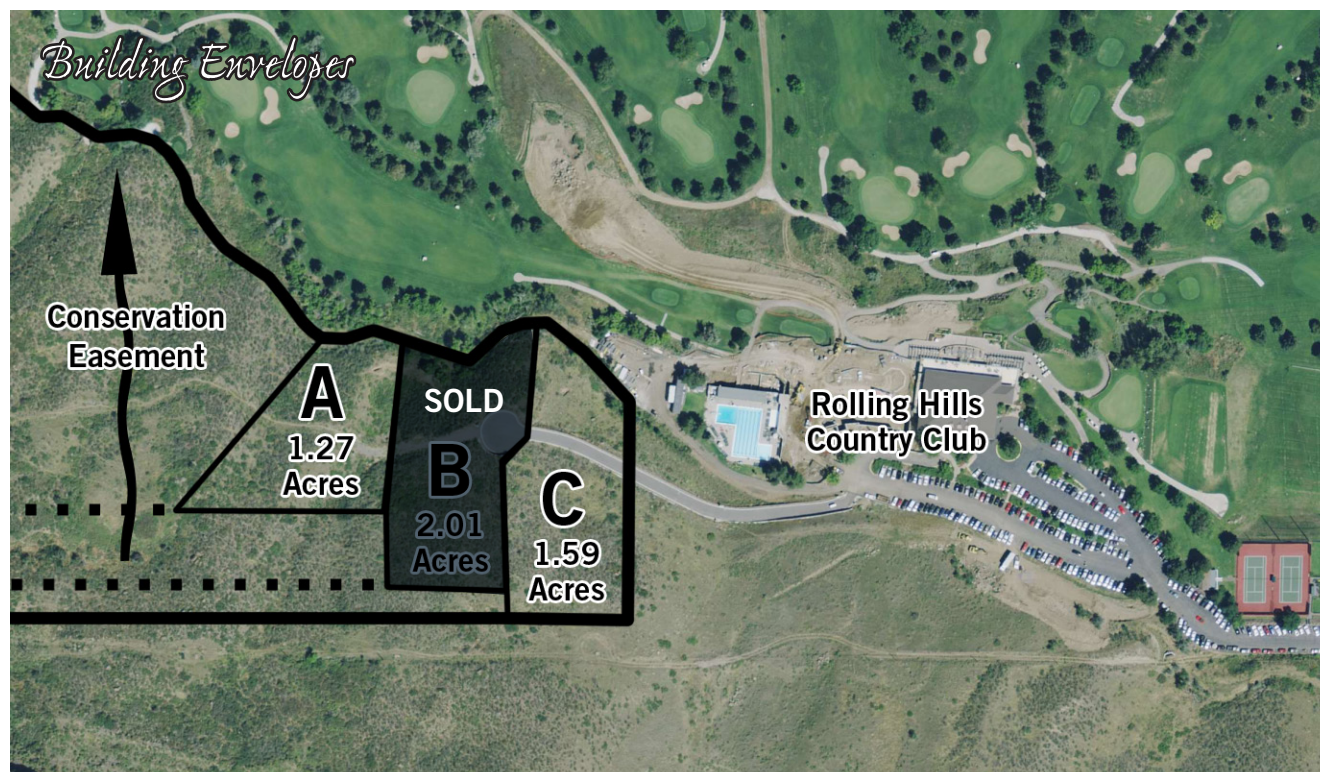 Building Envelopes
Conservation
Easement
A
1.27
Acres
SOLD
B
2.01
Acres
C
1.59
Acres
Rolling Hills
Country Club